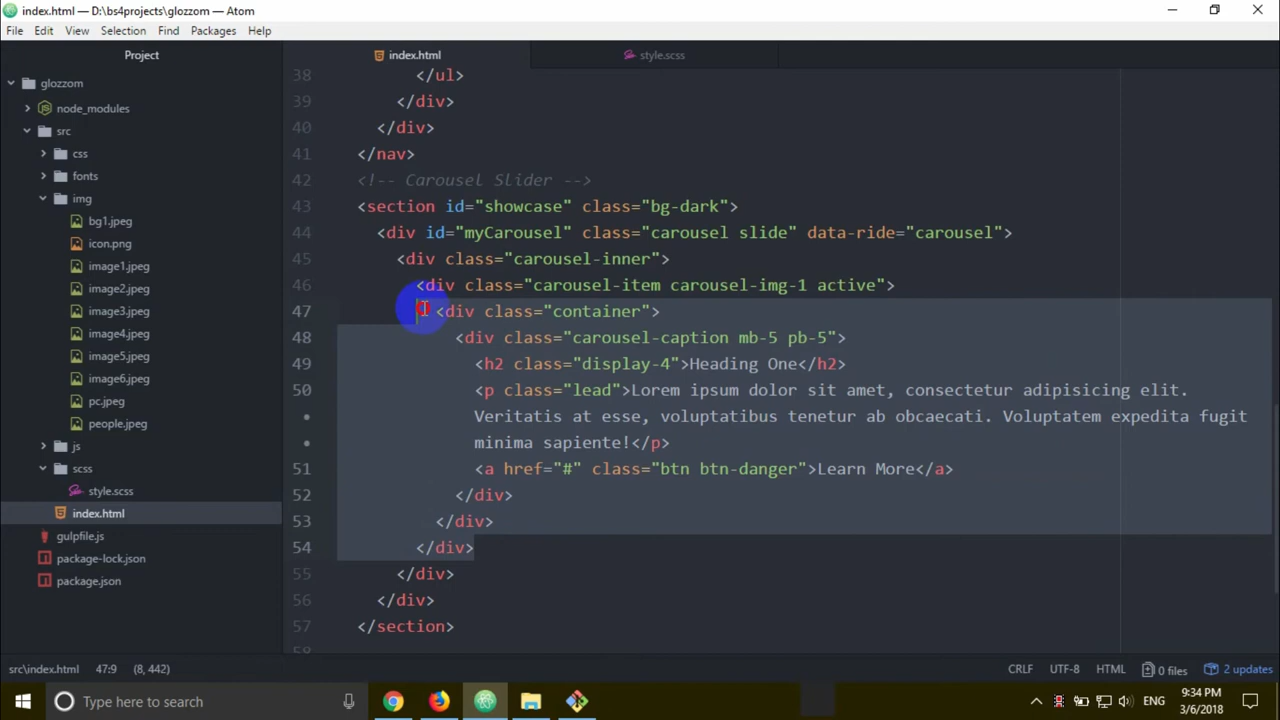 index.html — D:\bs4projects\glozzom — Atom
File Edit View Selection Find Packages Help
Project
index.html
style.scss
glozzom
node_modules
src
css
fonts
img
bg1.jpeg
icon.png
image1.jpeg
image2.jpeg
image3.jpeg
image4.jpeg
image5.jpeg
image6.jpeg
pc.jpeg
people.jpeg
js
scss
style.scss
index.html
gulpfile.js
package-lock.json
package.json
38 </ul>
39 </div>
40 </div>
41 </nav>
42 <!-- Carousel Slider -->
43 <section id="showcase" class="bg-dark">
44 <div id="myCarousel" class="carousel slide" data-ride="carousel">
45 <div class="carousel-inner">
46 <div class="carousel-item carousel-img-1 active">
47 <div class="container">
48 <div class="carousel-caption mb-5 pb-5">
49 <h2 class="display-4">Heading One</h2>
50 <p class="lead">Lorem ipsum dolor sit amet, consectetur adipisicing elit.
• Veritatis at esse, voluptatibus tenetur ab obcaecati. Voluptatem expedita fugit
• minima sapiente!</p>
51 <a href="#" class="btn btn-danger">Learn More</a>
52 </div>
53 </div>
54 </div>
55 </div>
56 </div>
57 </section>
58
src\index.html 47:9 (8, 442)
CRLF UTF-8 HTML 0 files 2 updates
Type here to search
ENG
9:34 PM
3/6/2018